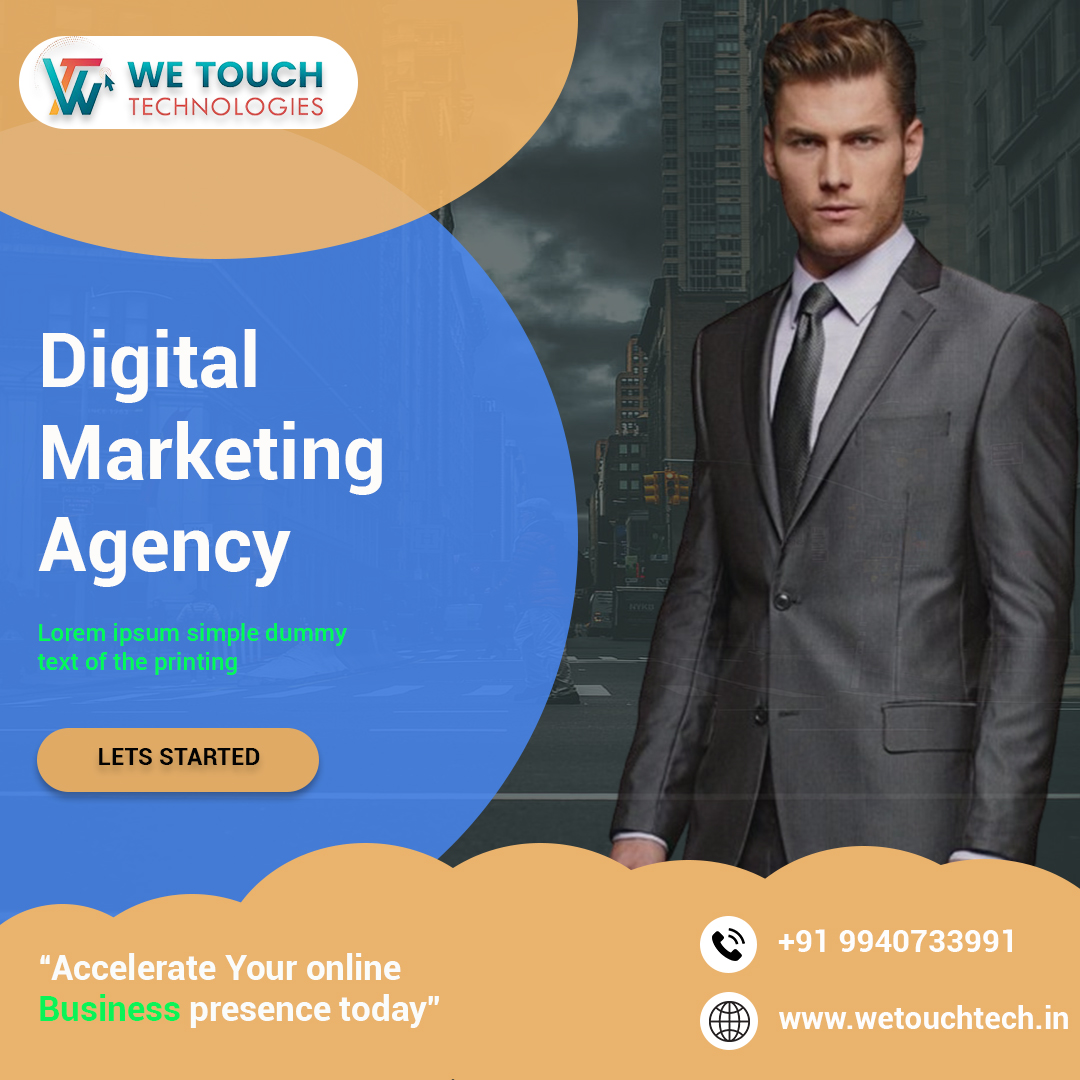 WE TOUCH
TECHNOLOGIES
Digital
Marketing
Agency
Lorem ipsum simple dummy
text of the printing
LETS STARTED
“Accelerate Your online
Business presence today”
+91 9940733991
www.wetouchtech.in